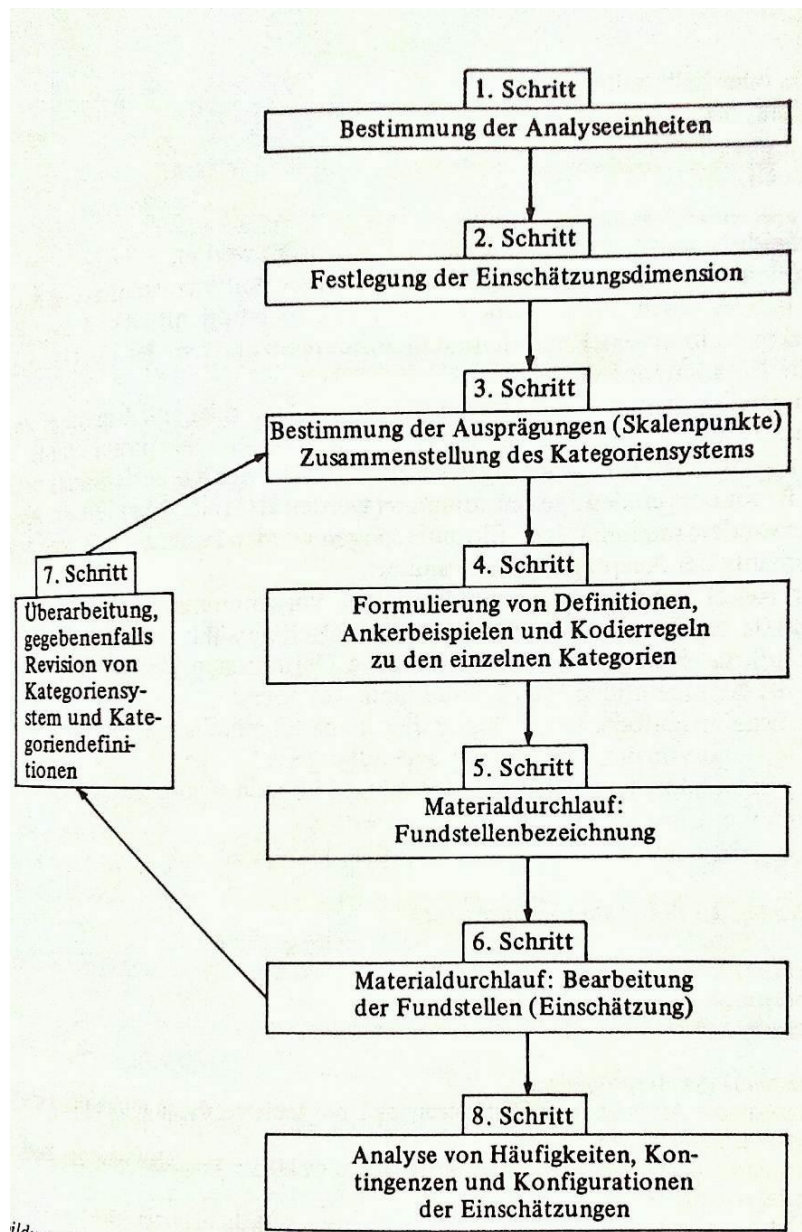 1. Schritt
Bestimmung der Analyseeinheiten
2. Schritt
Festlegung der Einschätzungsdimension
3. Schritt
Bestimmung der Ausprägungen (Skalenpunkte)
Zusammenstellung des Kategoriensystems
4. Schritt
Formulierung von Definitionen,
Ankerbeispielen und Kodierregeln
zu den einzelnen Kategorien
5. Schritt
Materialdurchlauf:
Fundstellenbezeichnung
6. Schritt
Materialdurchlauf: Bearbeitung
der Fundstellen (Einschätzung)
7. Schritt
Überarbeitung,
gegebenenfalls
Revision von
Kategoriensy-
stem und Kate-
goriendefini-
tionen
8. Schritt
Analyse von Häufigkeiten, Kon-
tingenzen und Konfigurationen
der Einschätzungen